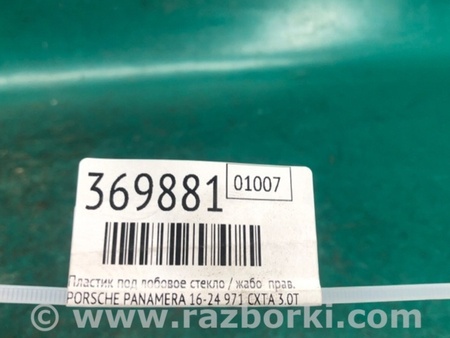 369881 01007
Пластик под лобовое стекло / жабо прав.
PORSCHE PANAMERA 16-24 971 CXTA 3.0T
www.razborki.com